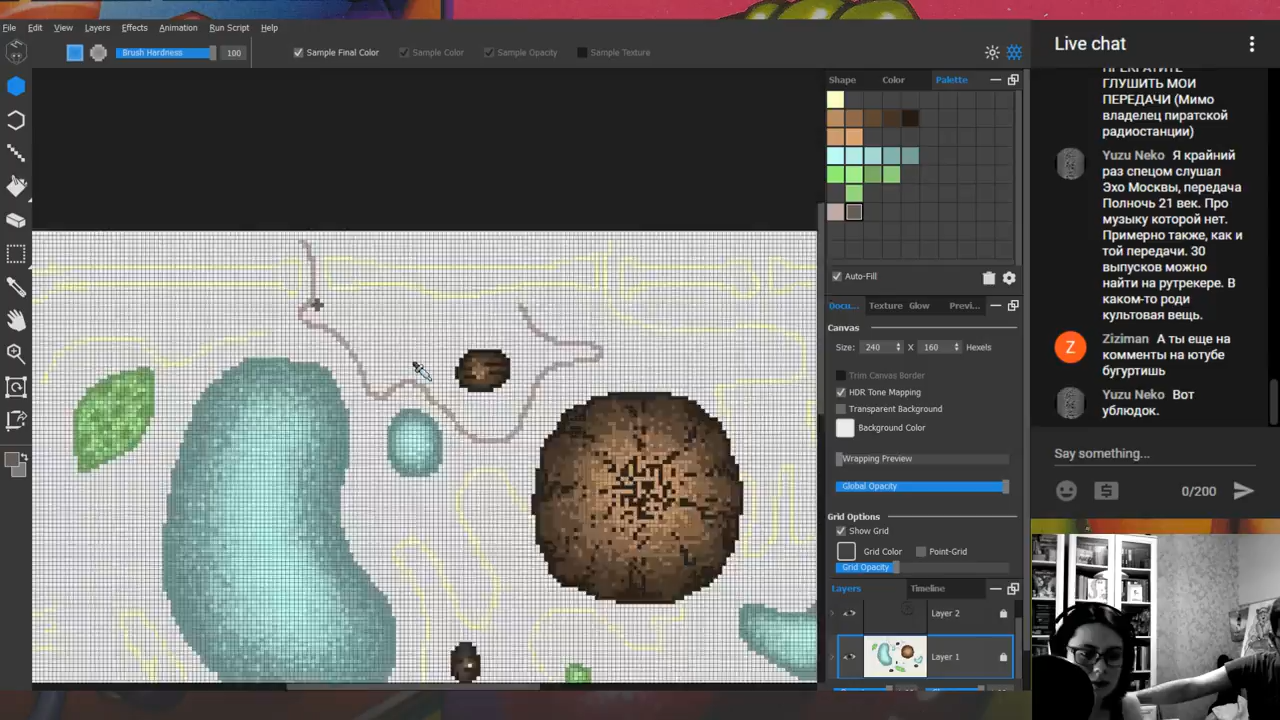 File Edit View Layers Effects Animation Run Script Help
Brush Hardness 100 Sample Final Color Sample Color Sample Opacity Sample Texture
Shape Color Palette
Auto-Fill
Docu... Texture Glow Previ...
Canvas
Size: 240 X 160 Hexels
Trim Canvas Border
HDR Tone Mapping
Transparent Background
Background Color
Wrapping Preview
Global Opacity
Grid Options
Show Grid
Grid Color Point-Grid
Grid Opacity
Layers Timeline
Layer 2
Layer 1
Live chat
ГЛУШИТЬ МОИ
ПЕРЕДАЧИ (Мимо
владелец пиратской
радиостанции)
Yuzu Neko Я крайний
раз спецом слушал
Эхо Москвы, передача
Полночь 21 век. Про
музыку которой нет.
Примерно также, как и
той передачи. 30
выпусков можно
найти на рутрекере. В
каком-то роди
культовая вещь.
Z
Ziziman А ты еще на
комменты на ютубе
бугуртишь
Yuzu Neko Вот
ублюдок.
Say something...
0/200